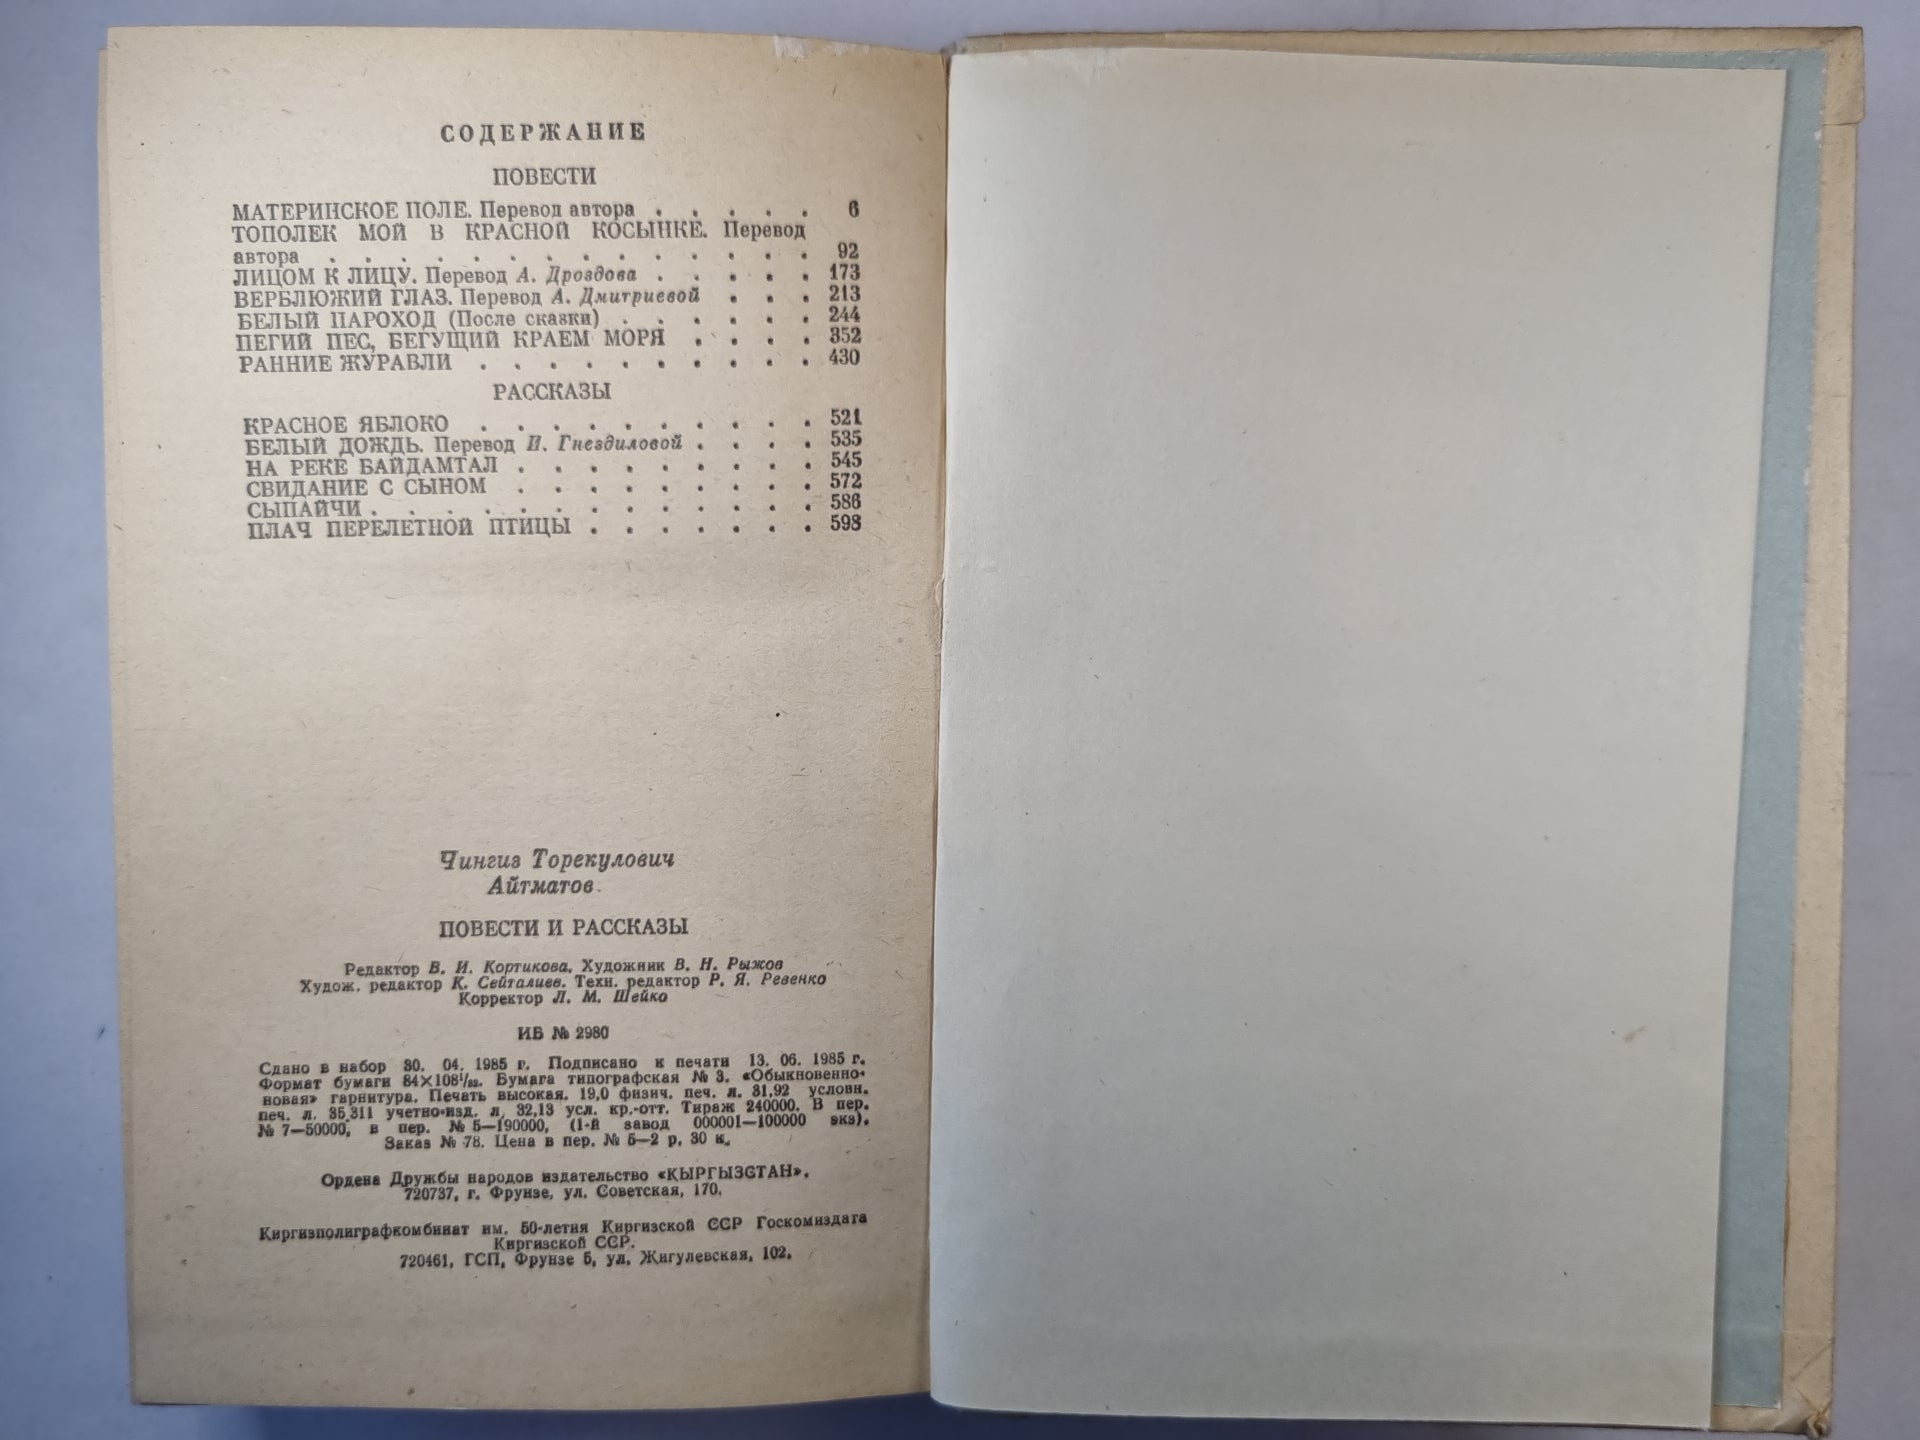 СОДЕРЖАНИЕ
ПОВЕСТИ
МАТЕРИНСКОЕ ПОЛЕ. Перевод автора . . . . . 6
ТОПОЛЕК МОЙ В КРАСНОЙ КОСЫНКЕ. Перевод
автора . . . . . . . . . . . . . . 92
ЛИЦОМ К ЛИЦУ. Перевод А. Дроздова . . . . . 173
ВЕРБЛЮЖИЙ ГЛАЗ. Перевод А. Дмитриевой . . . 213
БЕЛЫЙ ПАРОХОД (После сказки) . . . . . . 244
ПЕГИЙ ПЕС, БЕГУЩИЙ КРАЕМ МОРЯ . . . . 352
РАННИЕ ЖУРАВЛИ . . . . . . . . . . 430
РАССКАЗЫ
КРАСНОЕ ЯБЛОКО . . . . . . . . . . 521
БЕЛЫЙ ДОЖДЬ. Перевод И. Гнездиловой . . . . 535
НА РЕКЕ БАЙДАМТАЛ . . . . . . . . . 545
СВИДАНИЕ С СЫНОМ . . . . . . . . . 572
СЫПАЙЧИ . . . . . . . . . . . . . 586
ПЛАЧ ПЕРЕЛЕТНОЙ ПТИЦЫ . . . . . . . 593
Чингиз Торекулович
Айтматов
ПОВЕСТИ И РАССКАЗЫ
Редактор В. И. Кортикова. Художник В. Н. Рыжов
Худож. редактор К. Сейталиев. Техн. редактор Р. Я. Ревенко
Корректор Л. М. Шейко
ИБ № 2980
Сдано в набор 30. 04. 1985 г. Подписано к печати 13. 06. 1985 г.
Формат бумаги 84×108¹/₃₂. Бумага типографская № 3. «Обыкновенно-
новая» гарнитура. Печать высокая. 19,0 физич. печ. л. 31,92 условн.
печ. л. 35,311 учетно-изд. л. 32,13 усл. кр.-отт. Тираж 240000. В пер.
№ 7—50000, в пер. № 5—190000, (1-й завод 000001—100000 экз).
Заказ № 78. Цена в пер. № 5—2 р. 30 к.
Ордена Дружбы народов издательство «КЫРГЫЗСТАН».
720737, г. Фрунзе, ул. Советская, 170.
Киргизполиграфкомбинат им. 50-летия Киргизской ССР Госкомиздата
Киргизской ССР.
720461, ГСП, Фрунзе 5, ул. Жигулевская, 102.